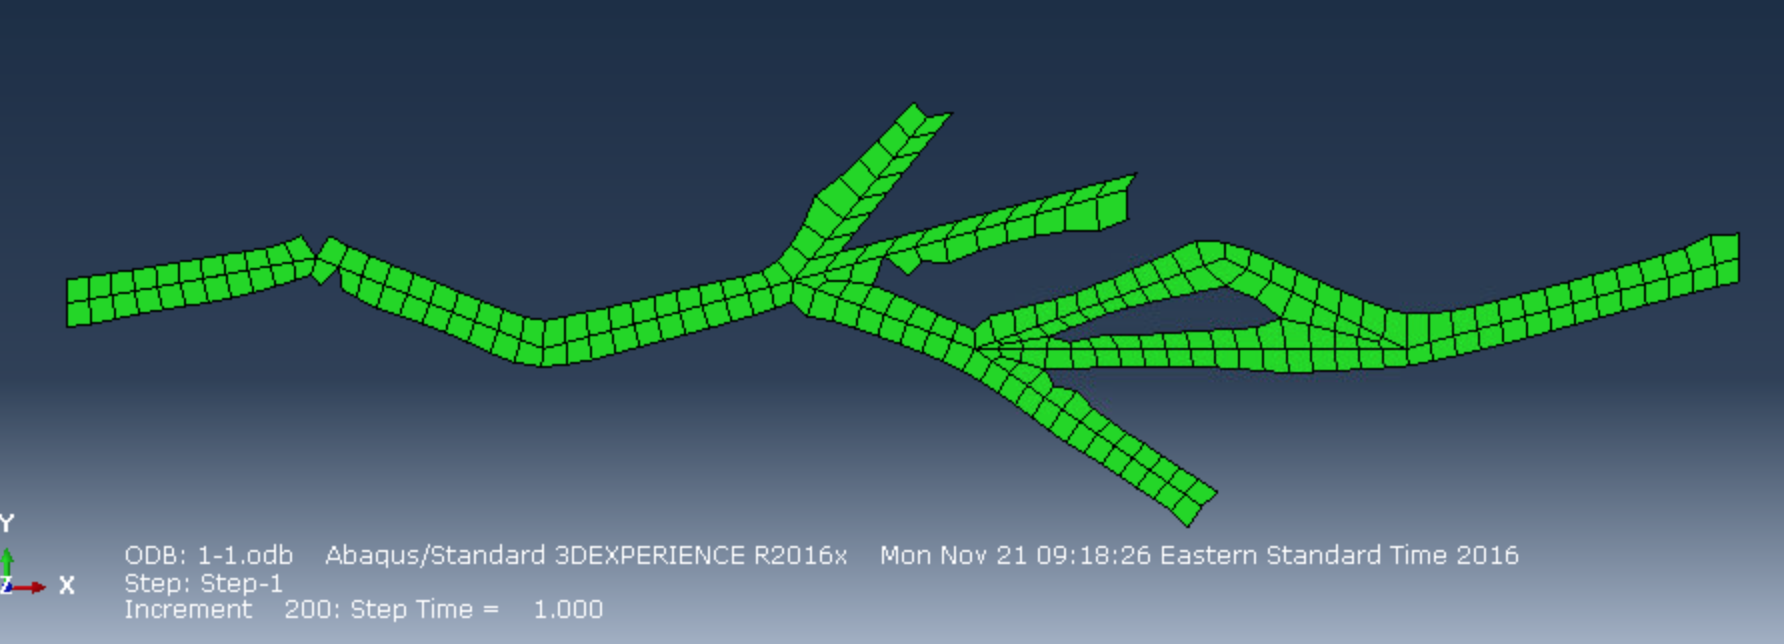 Y
ODB: 1-1.odb Abaqus/Standard 3DEXPERIENCE R2016x Mon Nov 21 09:18:26 Eastern Standard Time 2016
Z X Step: Step-1
Increment 200: Step Time = 1.000